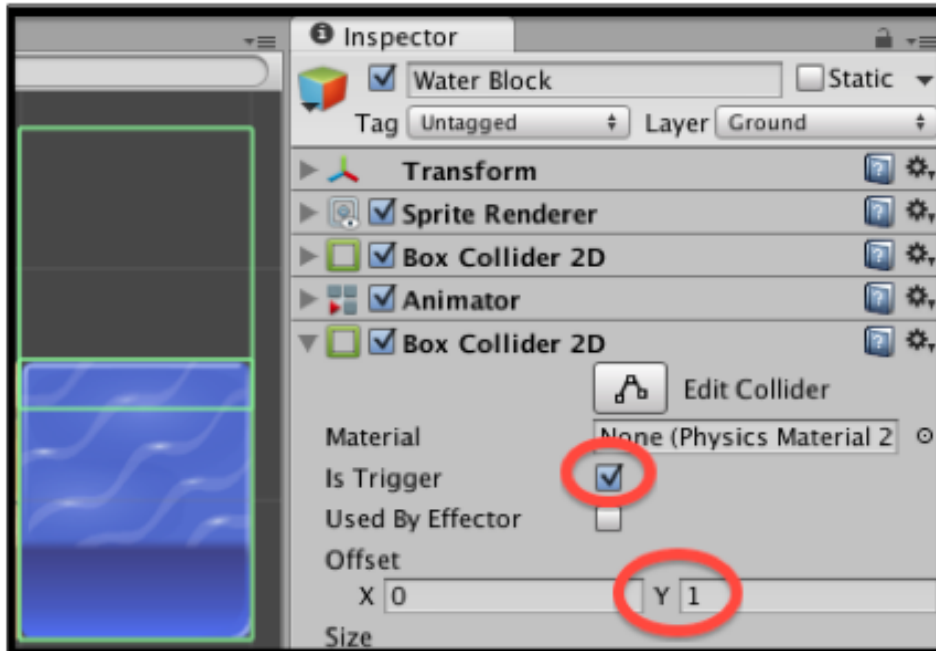 Inspector
Water Block Static
Tag Untagged Layer Ground
Transform
Sprite Renderer
Box Collider 2D
Animator
Box Collider 2D
Edit Collider
Material None (Physics Material 2
Is Trigger
Used By Effector
Offset
X 0 Y 1
Size